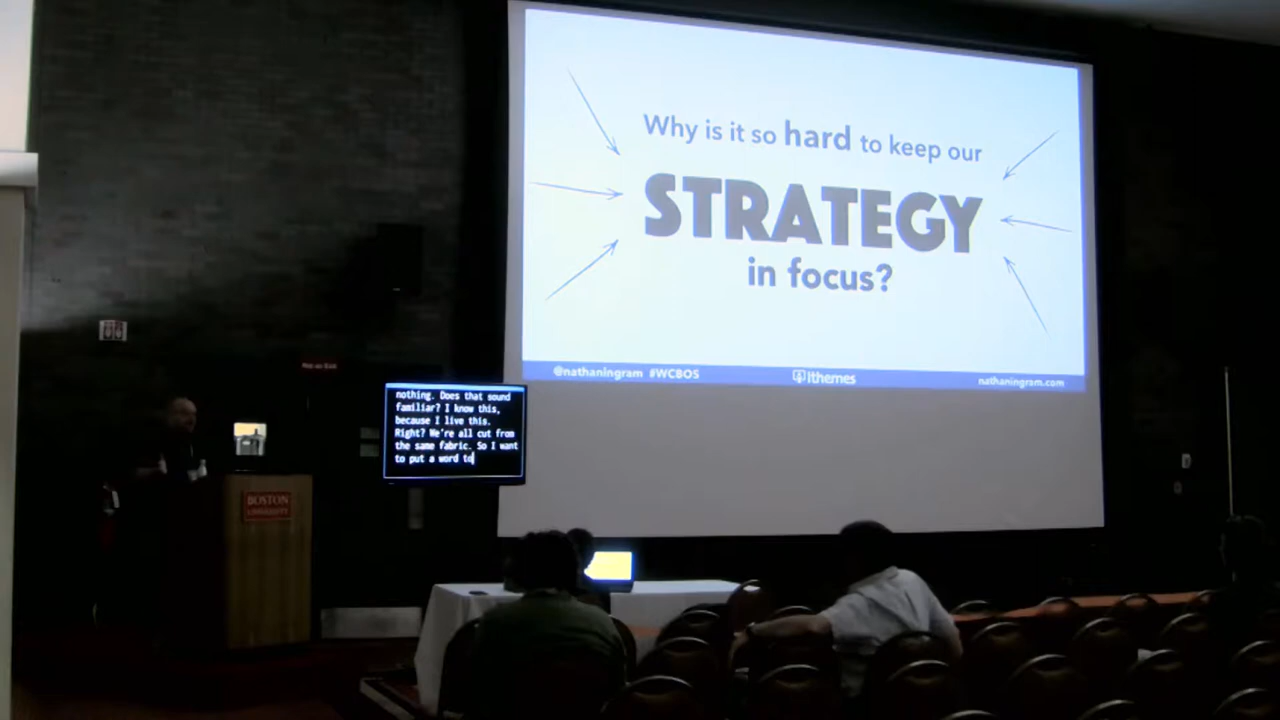 Why is it so hard to keep our
STRATEGY
in focus?
@nathaningram #WCBOS
ithemes
nathaningram.com
nothing. Does that sound
familiar? I know this,
because I live this.
Right? We're all cut from
the same fabric. So I want
to put a word to
BOSTON
UNIVERSITY